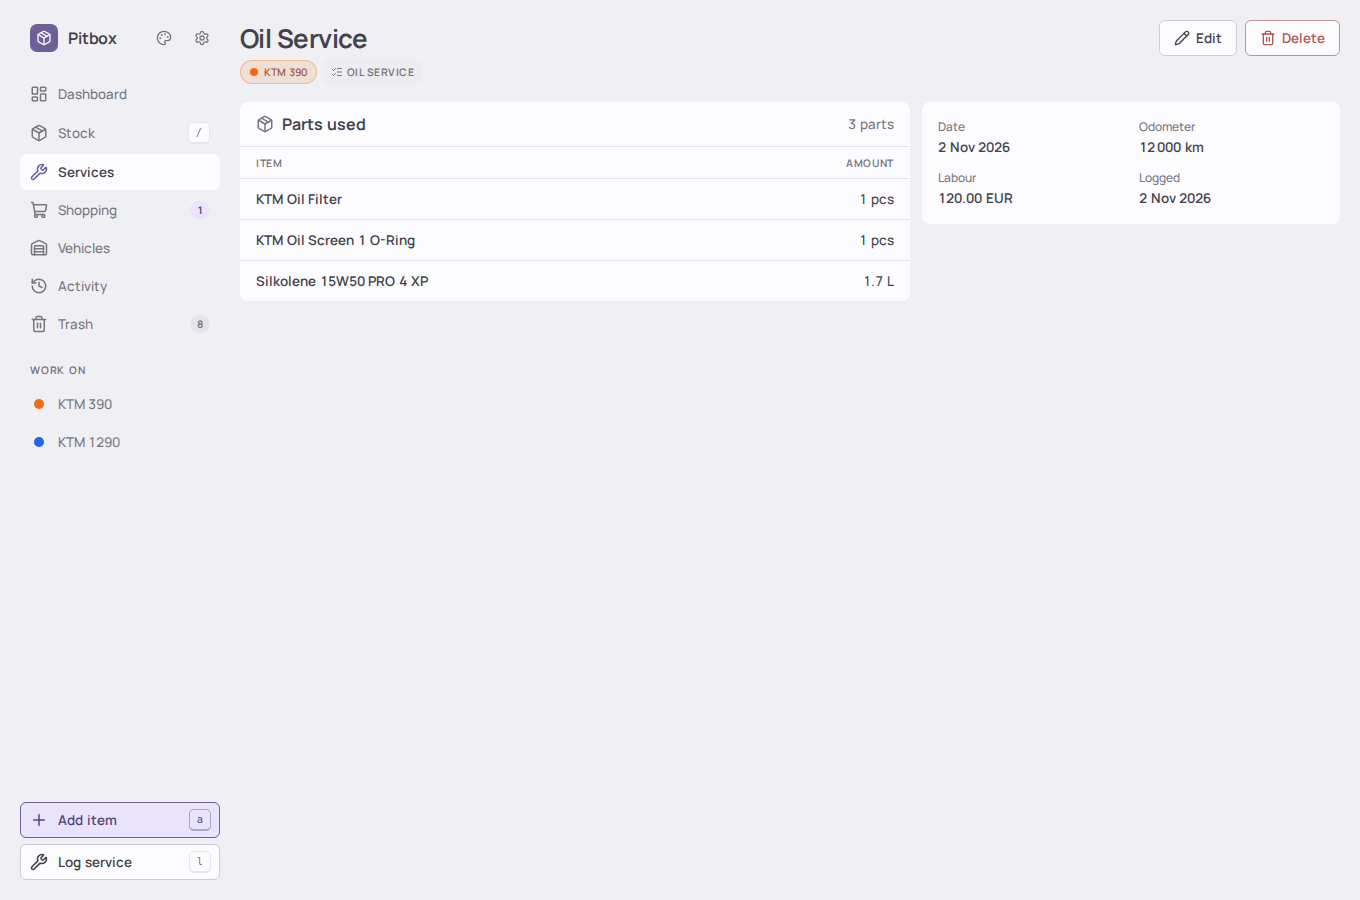 Pitbox
Dashboard
Stock /
Services
Shopping 1
Vehicles
Activity
Trash 8
WORK ON
KTM 390
KTM 1290
Add item a
Log service l
Oil Service
Edit
Delete
KTM 390
OIL SERVICE
Parts used 3 parts
ITEM AMOUNT
KTM Oil Filter 1 pcs
KTM Oil Screen 1 O-Ring 1 pcs
Silkolene 15W50 PRO 4 XP 1.7 L
Date Odometer
2 Nov 2026 12 000 km
Labour Logged
120.00 EUR 2 Nov 2026